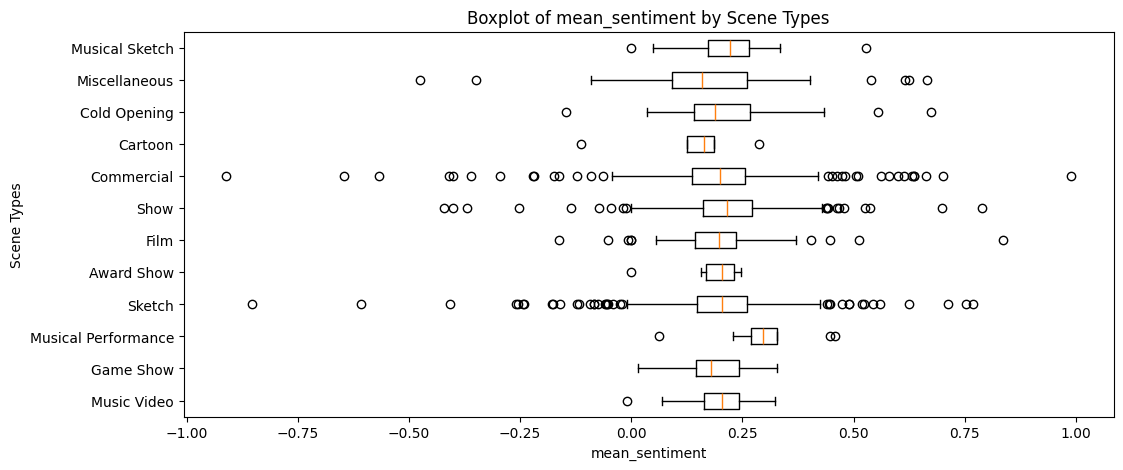 Boxplot of mean_sentiment by Scene Types
Musical Sketch
Miscellaneous
Cold Opening
Cartoon
Commercial
Show
Film
Award Show
Sketch
Musical Performance
Game Show
Music Video
Scene Types
−1.00 −0.75 −0.50 −0.25 0.00 0.25 0.50 0.75 1.00
mean_sentiment